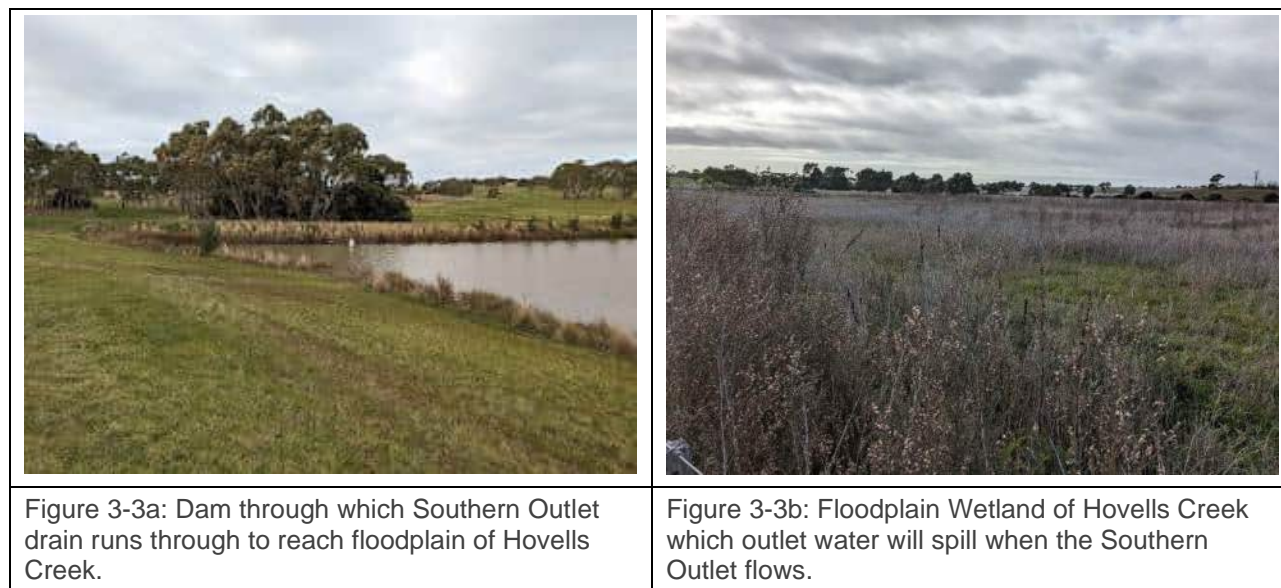 Figure 3-3a: Dam through which Southern Outlet
drain runs through to reach floodplain of Hovells
Creek.
Figure 3-3b: Floodplain Wetland of Hovells Creek
which outlet water will spill when the Southern
Outlet flows.